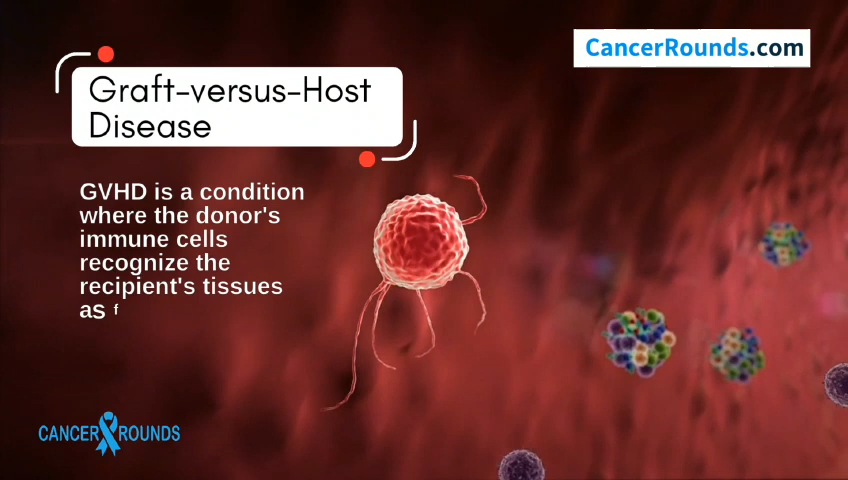 CancerRounds.com
Graft-versus-Host
Disease
GVHD is a condition
where the donor's
immune cells
recognize the
recipient's tissues
as f
CANCER ROUNDS